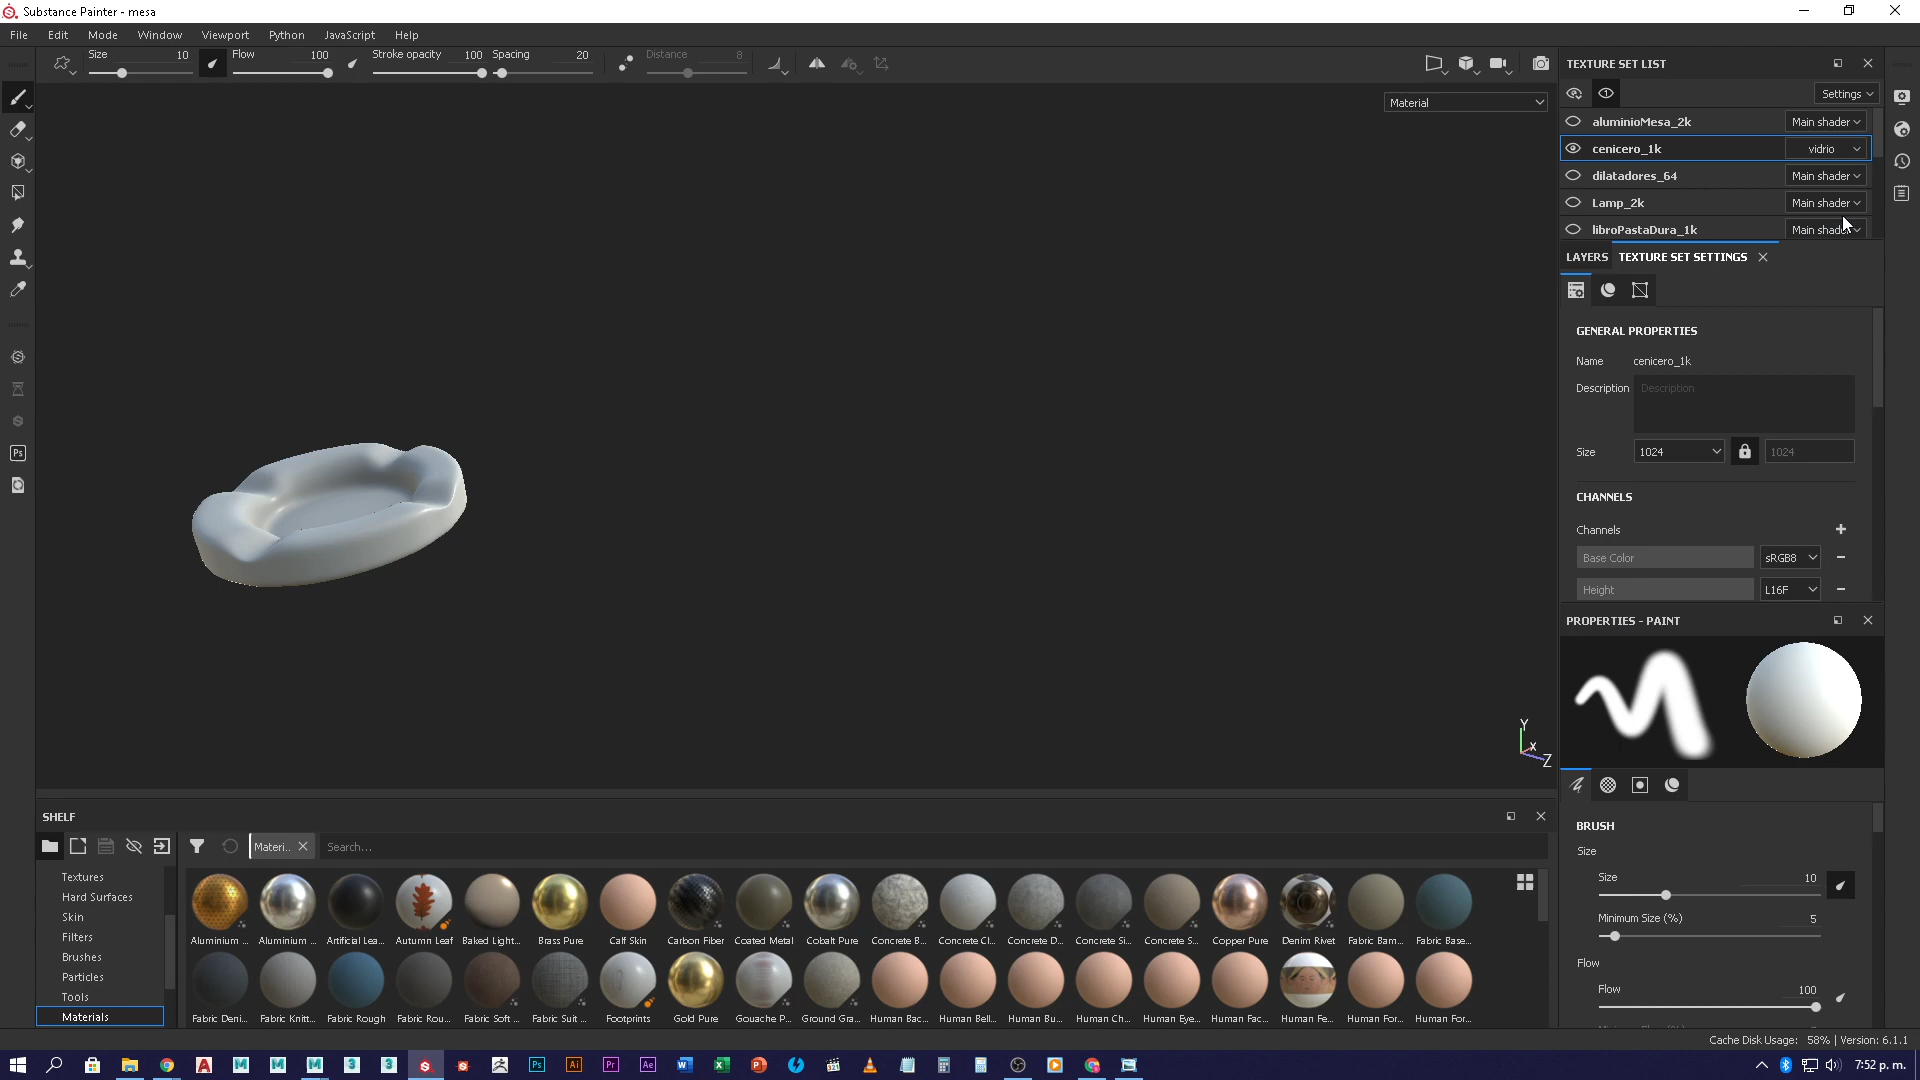 Substance Painter - mesa
File Edit Mode Window Viewport Python JavaScript Help
Size 10 Flow 100 Stroke opacity 100 Spacing 20 Distance 8
Material
TEXTURE SET LIST
Settings
aluminioMesa_2k Main shader
cenicero_1k vidrio
dilatadores_64 Main shader
Lamp_2k Main shader
libroPastaDura_1k Main shader
LAYERS TEXTURE SET SETTINGS
GENERAL PROPERTIES
Name cenicero_1k
Description Description
Size 1024 1024
CHANNELS
Channels
Base Color sRGB8
Height L16F
PROPERTIES - PAINT
BRUSH
Size
Size 10
Minimum Size (%) 5
Flow
Flow 100
SHELF
Materi.. Search...
Textures
Hard Surfaces
Skin
Filters
Brushes
Particles
Tools
Materials
Aluminium ... Aluminium ... Artificial Lea... Autumn Leaf Baked Light... Brass Pure Calf Skin Carbon Fiber Coated Metal Cobalt Pure Concrete B... Concrete Cl... Concrete D... Concrete Si... Concrete S... Copper Pure Denim Rivet Fabric Bam... Fabric Base...
Fabric Deni... Fabric Knitt... Fabric Rough Fabric Rou... Fabric Soft ... Fabric Suit ... Footprints Gold Pure Gouache P... Ground Gra... Human Bac... Human Bell... Human Bu... Human Ch... Human Eye... Human Fac... Human Fe... Human For... Human For...
Cache Disk Usage: 58% | Version: 6.1.1
7:52 p. m.